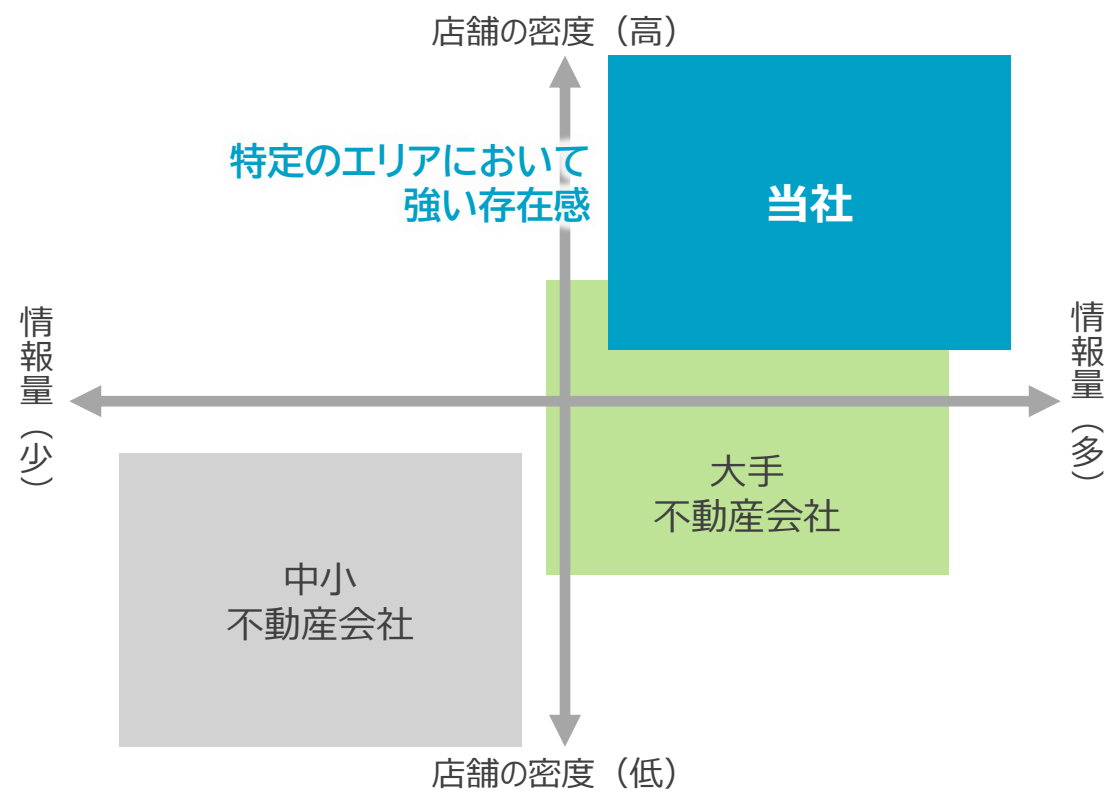 店舗の密度（高）
特定のエリアにおいて
強い存在感
当社
情報量（少）
情報量（多）
大手
不動産会社
中小
不動産会社
店舗の密度（低）